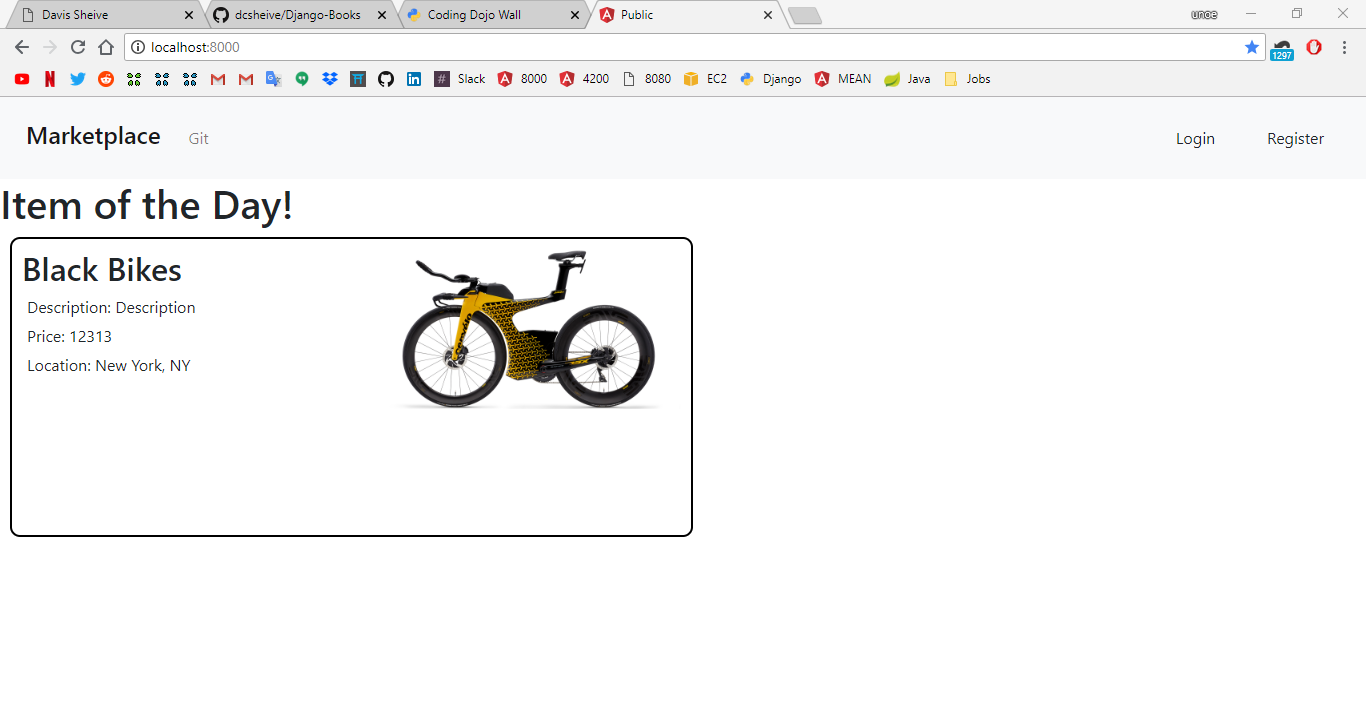 Davis Sheive
dcsheive/Django-Books
Coding Dojo Wall
Public
localhost:8000
1297
# Slack
8000
4200
8080
EC2
Django
MEAN
Java
Jobs
Marketplace
Git
Login
Register
Item of the Day!
Black Bikes
Description: Description
Price: 12313
Location: New York, NY